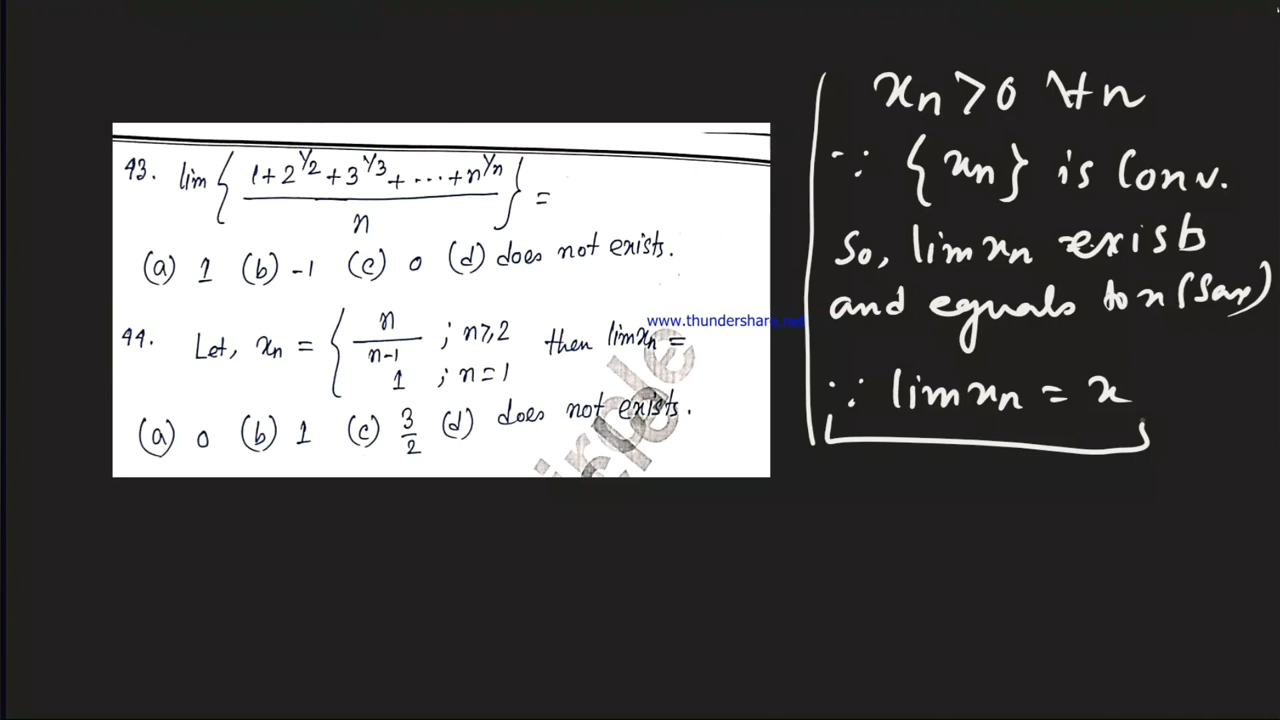 43. lim { (1+2^{1/2}+3^{1/3}+...+n^{1/n}) / n } =
(a) 1 (b) -1 (c) 0 (d) does not exists.
www.thundershare.net
44. Let, xₙ = { n/(n-1) ; n≥2
1 ; n=1 then lim xₙ =
(a) 0 (b) 1 (c) 3/2 (d) does not exists.
xₙ > 0 ∀ n
∵ {xₙ} is Conv.
So, lim xₙ exists
and equals to x (Say)
∵ lim xₙ = x